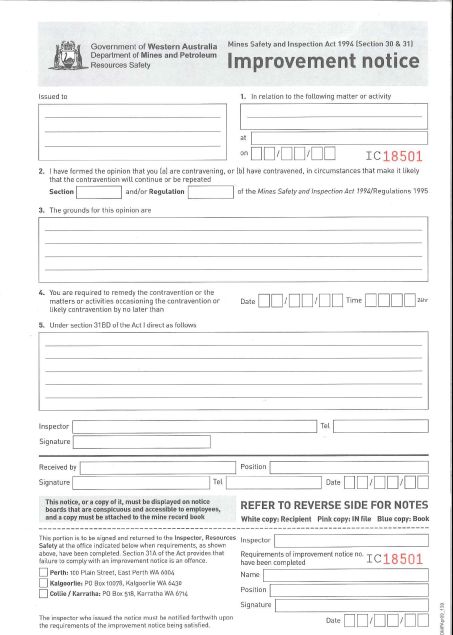 Government of Western Australia
Department of Mines and Petroleum
Resources Safety
Mines Safety and Inspection Act 1994 (Section 30 & 31)
Improvement notice
Issued to
1. In relation to the following matter or activity
at
on / /
IC18501
2. I have formed the opinion that you (a) are contravening, or (b) have contravened, in circumstances that make it likely
that the contravention will continue or be repeated
Section and/or Regulation of the Mines Safety and Inspection Act 1994/Regulations 1995
3. The grounds for this opinion are
4. You are required to remedy the contravention or the
matters or activities occasioning the contravention or
likely contravention by no later than
Date / / Time 24hr
5. Under section 31BD of the Act I direct as follows
Inspector Tel
Signature
Received by Position
Signature Tel Date / /
This notice, or a copy of it, must be displayed on notice
boards that are conspicuous and accessible to employees,
and a copy must be attached to the mine record book
REFER TO REVERSE SIDE FOR NOTES
White copy: Recipient Pink copy: IN file Blue copy: Book
This portion is to be signed and returned to the Inspector, Resources
Safety at the office indicated below when requirements, as shown
above, have been completed. Section 31A of the Act provides that
failure to comply with an improvement notice is an offence.
Perth: 100 Plain Street, East Perth WA 6004
Kalgoorlie: PO Box 10078, Kalgoorlie WA 6430
Collie / Karratha: PO Box 518, Karratha WA 6714
The inspector who issued the notice must be notified forthwith upon
the requirements of the improvement notice being satisfied.
Inspector
Requirements of improvement notice no. IC18501
have been completed
Name
Position
Signature
Date / /